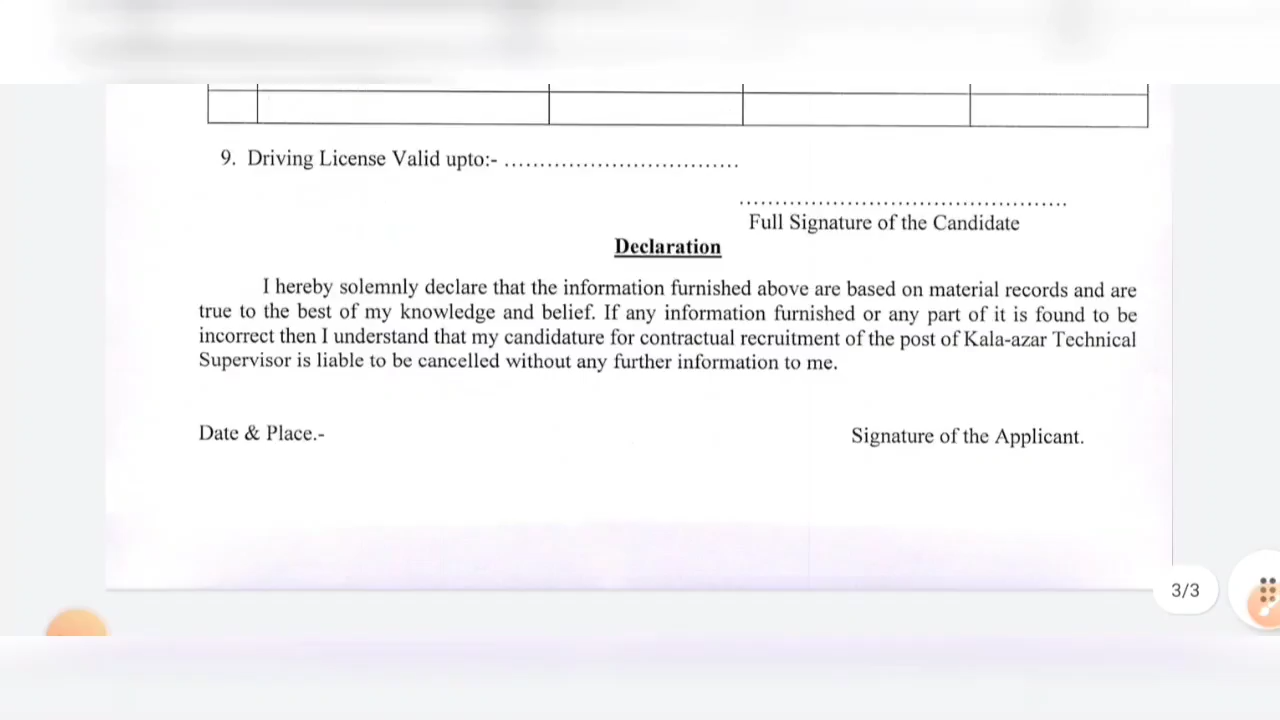 9. Driving License Valid upto:- .................................
..............................................
Full Signature of the Candidate
Declaration
I hereby solemnly declare that the information furnished above are based on material records and are
true to the best of my knowledge and belief. If any information furnished or any part of it is found to be
incorrect then I understand that my candidature for contractual recruitment of the post of Kala-azar Technical
Supervisor is liable to be cancelled without any further information to me.
Date & Place.-
Signature of the Applicant.
3/3